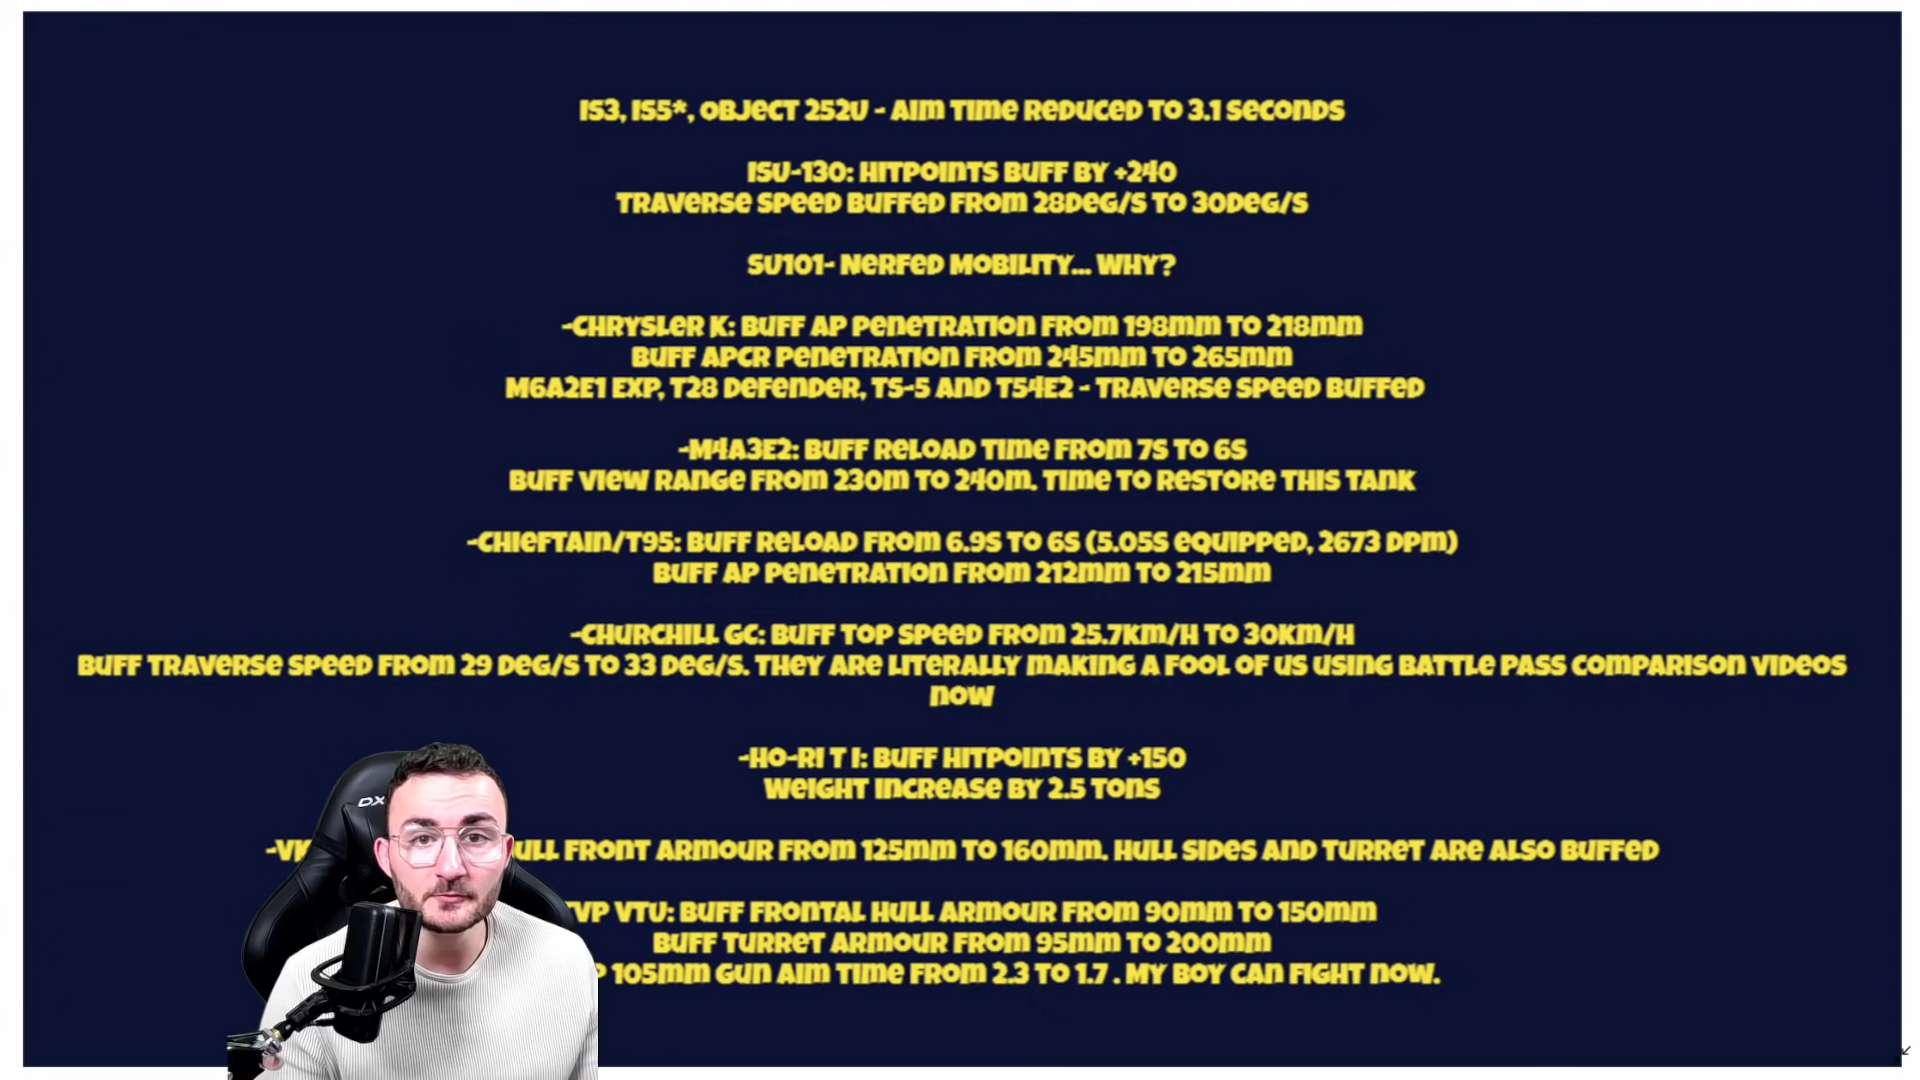 IS3, IS5*, OBJECT 252U - AIM TIME REDUCED TO 3.1 SECONDS
ISU-130: HITPOINTS BUFF BY +240
TRAVERSE SPEED BUFFED FROM 28DEG/S TO 30DEG/S
SU101- NERFED MOBILITY... WHY?
-CHRYSLER K: BUFF AP PENETRATION FROM 198MM TO 218MM
BUFF APCR PENETRATION FROM 245MM TO 265MM
M6A2E1 EXP, T28 DEFENDER, TS-5 AND T54E2 - TRAVERSE SPEED BUFFED
-M4A3E2: BUFF RELOAD TIME FROM 7S TO 6S
BUFF VIEW RANGE FROM 230M TO 240M. TIME TO RESTORE THIS TANK
-CHIEFTAIN/T95: BUFF RELOAD FROM 6.9S TO 6S (5.05S EQUIPPED, 2673 DPM)
BUFF AP PENETRATION FROM 212MM TO 215MM
-CHURCHILL GC: BUFF TOP SPEED FROM 25.7KM/H TO 30KM/H
BUFF TRAVERSE SPEED FROM 29 DEG/S TO 33 DEG/S. THEY ARE LITERALLY MAKING A FOOL OF US USING BATTLE PASS COMPARISON VIDEOS
NOW
-HO-RI T I: BUFF HITPOINTS BY +150
WEIGHT INCREASE BY 2.5 TONS
FRONT ARMOUR FROM 125MM TO 160MM. HULL SIDES AND TURRET ARE ALSO BUFFED
VTU: BUFF FRONTAL HULL ARMOUR FROM 90MM TO 150MM
BUFF TURRET ARMOUR FROM 95MM TO 200MM
105MM GUN AIM TIME FROM 2.3 TO 1.7 . MY BOY CAN FIGHT NOW.
DX